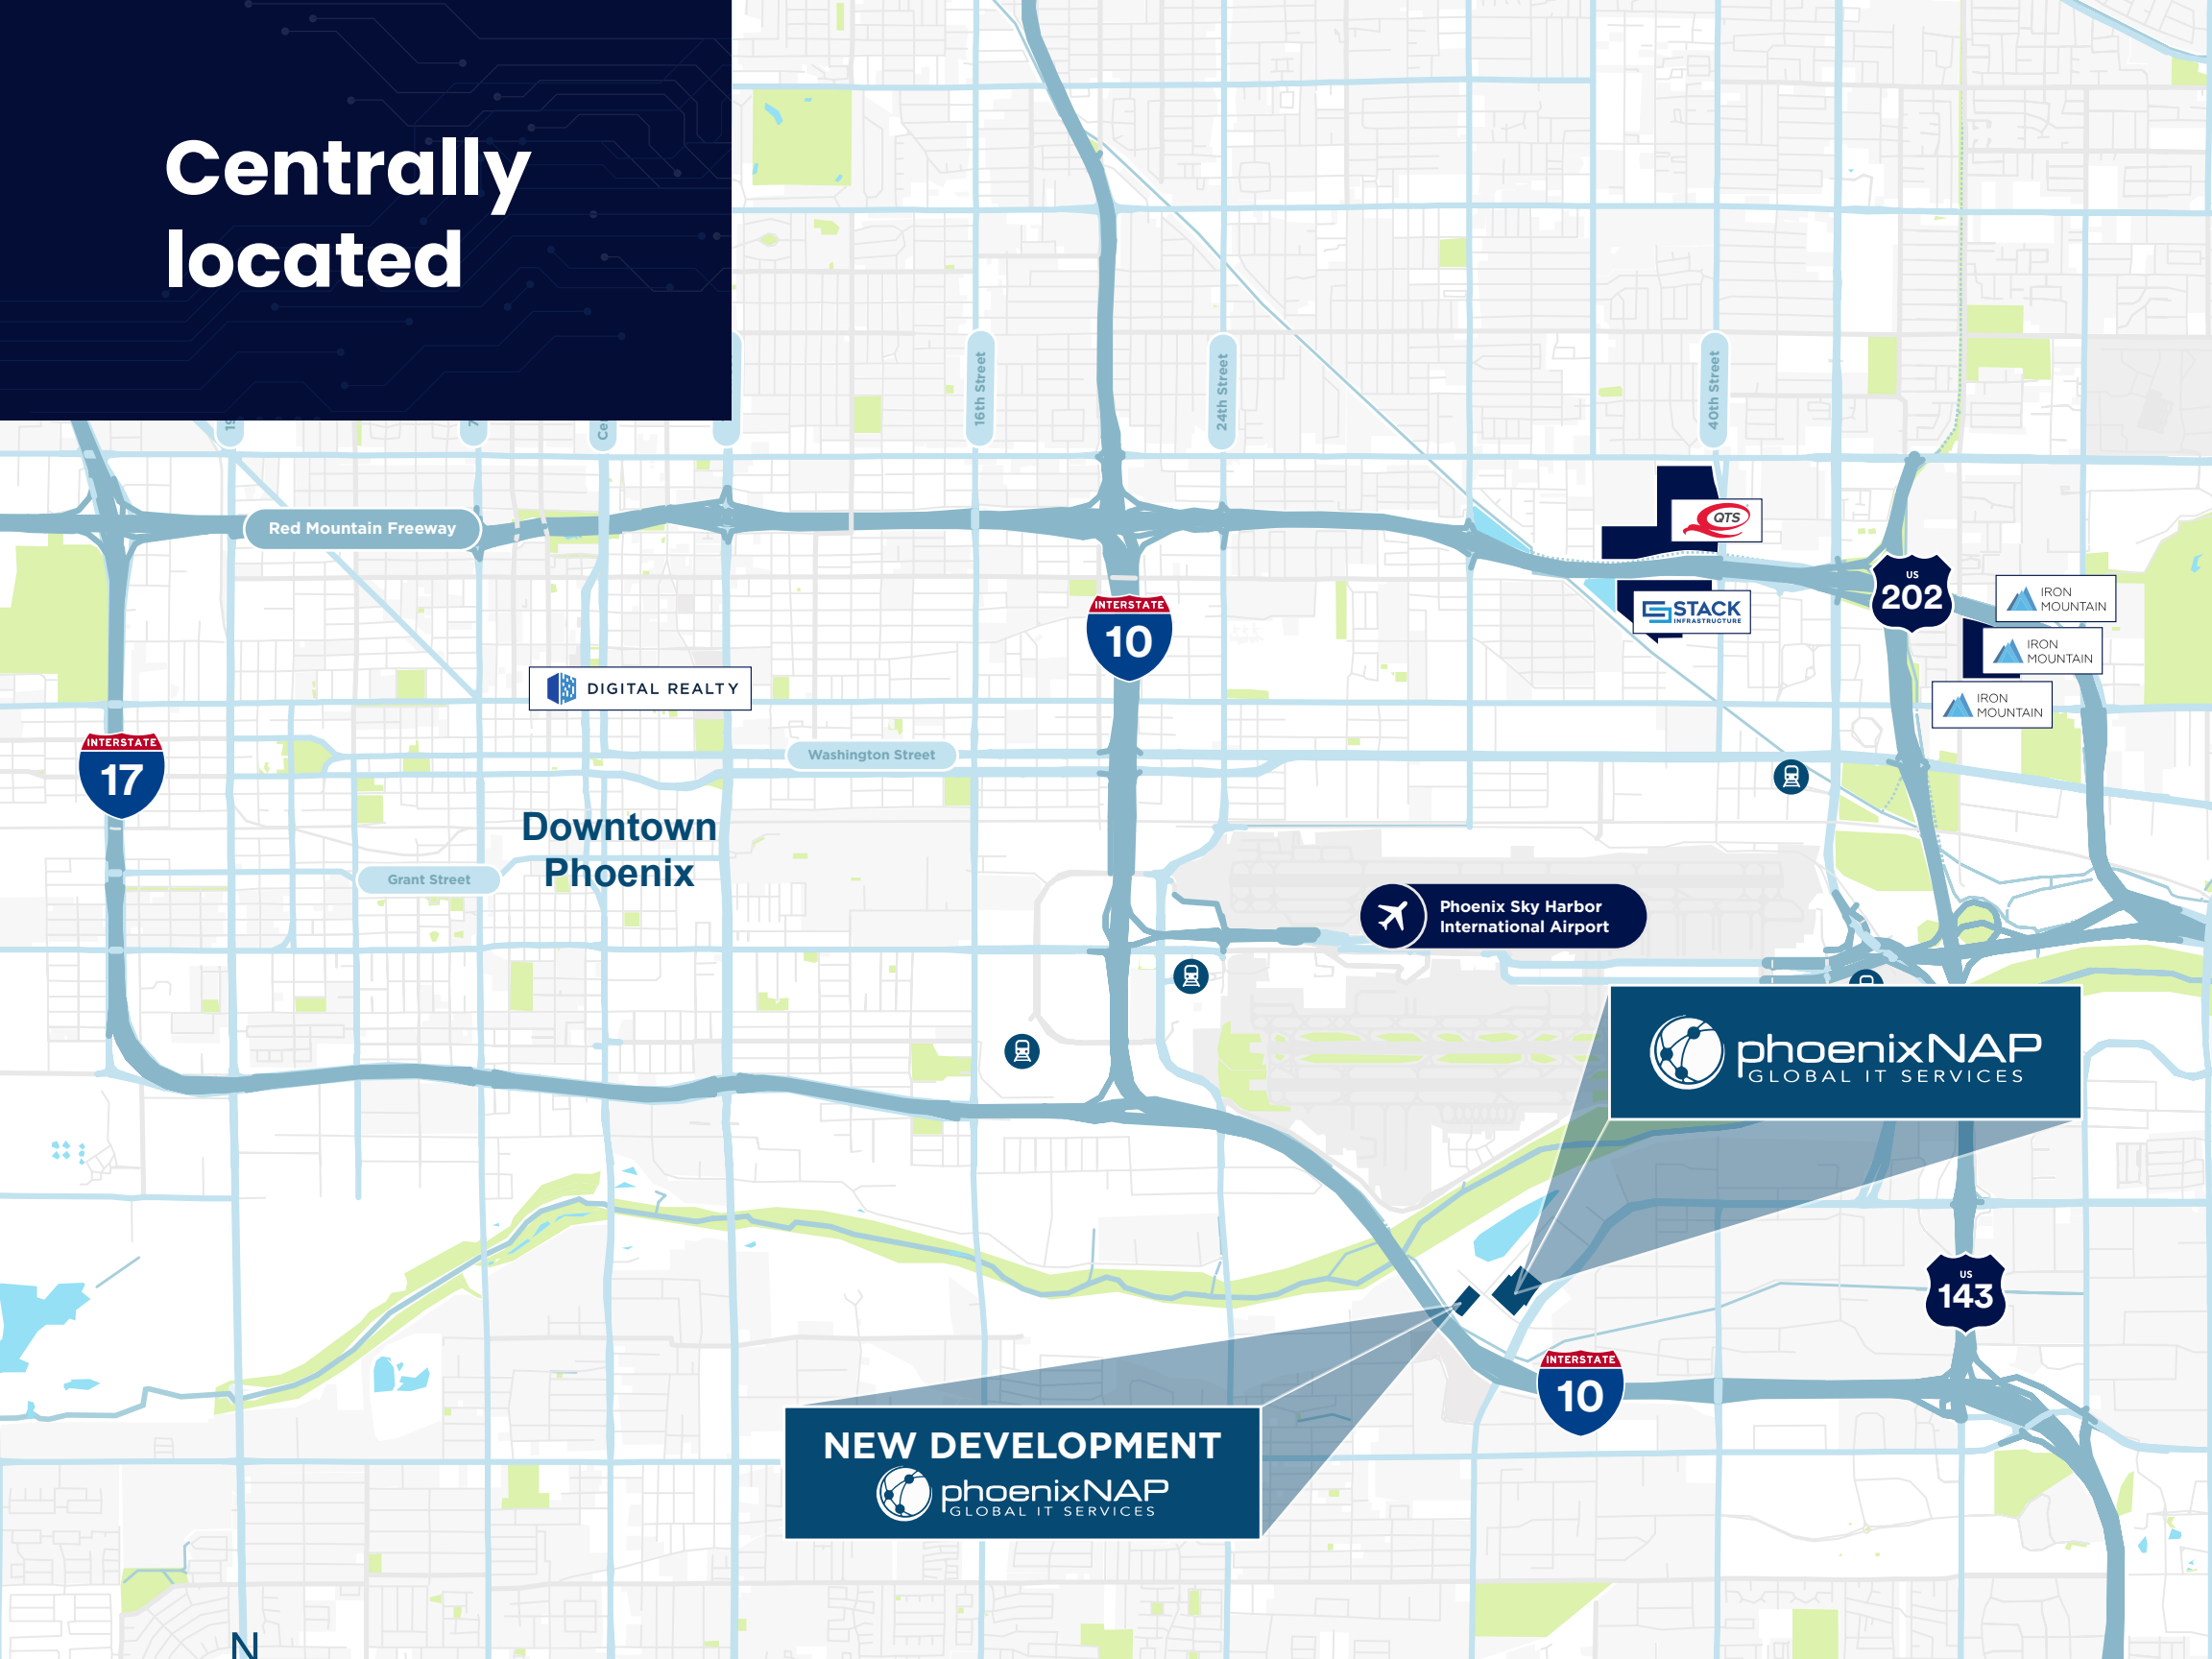 Centrally
located
16th Street
24th Street
40th Street
Red Mountain Freeway
QTS
STACK
INFRASTRUCTURE
US
202
IRON
MOUNTAIN
IRON
MOUNTAIN
IRON
MOUNTAIN
INTERSTATE
10
DIGITAL REALTY
INTERSTATE
17
Washington Street
Downtown
Phoenix
Grant Street
Phoenix Sky Harbor
International Airport
phoenixNAP
GLOBAL IT SERVICES
US
143
INTERSTATE
10
NEW DEVELOPMENT
phoenixNAP
GLOBAL IT SERVICES
N